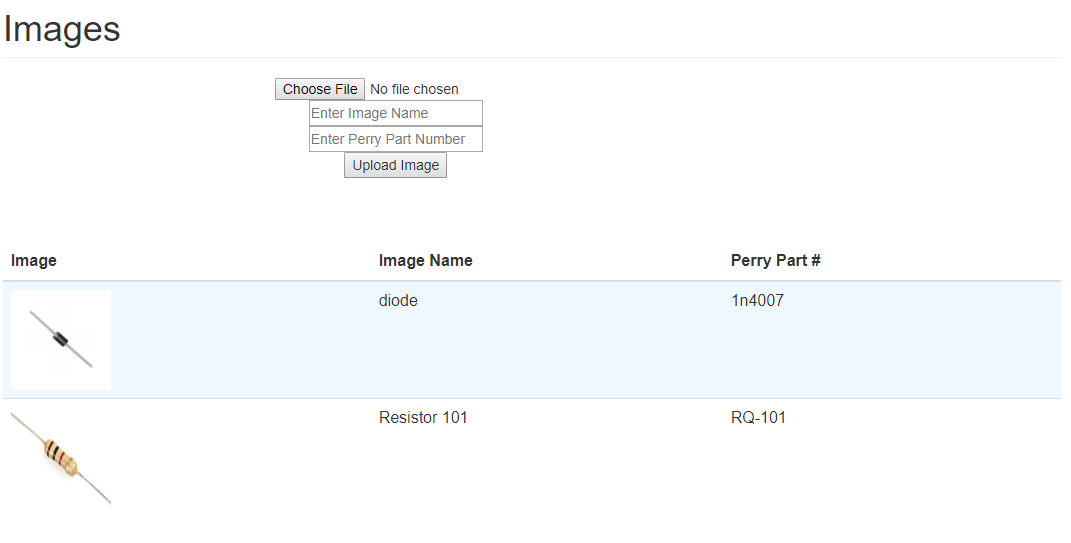 Images
Choose File No file chosen
Enter Image Name
Enter Perry Part Number
Upload Image
Image Image Name Perry Part #
diode 1n4007
Resistor 101 RQ-101